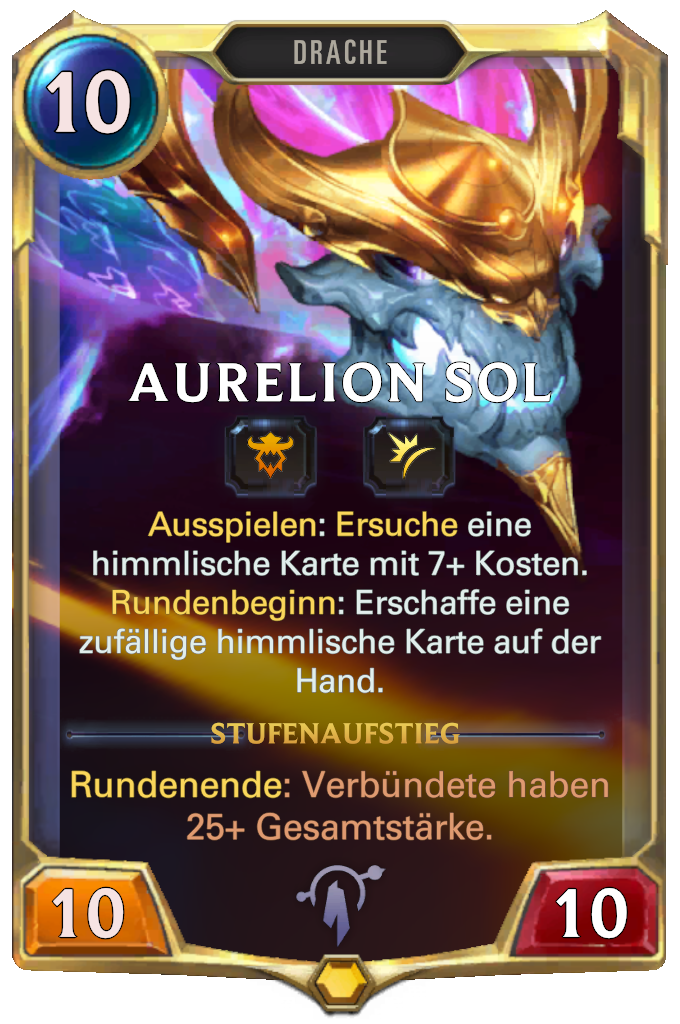 DRACHE
10
AURELION SOL
Ausspielen: Ersuche eine
himmlische Karte mit 7+ Kosten.
Rundenbeginn: Erschaffe eine
zufällige himmlische Karte auf der
Hand.
STUFENAUFSTIEG
Rundenende: Verbündete haben
25+ Gesamtstärke.
10
10